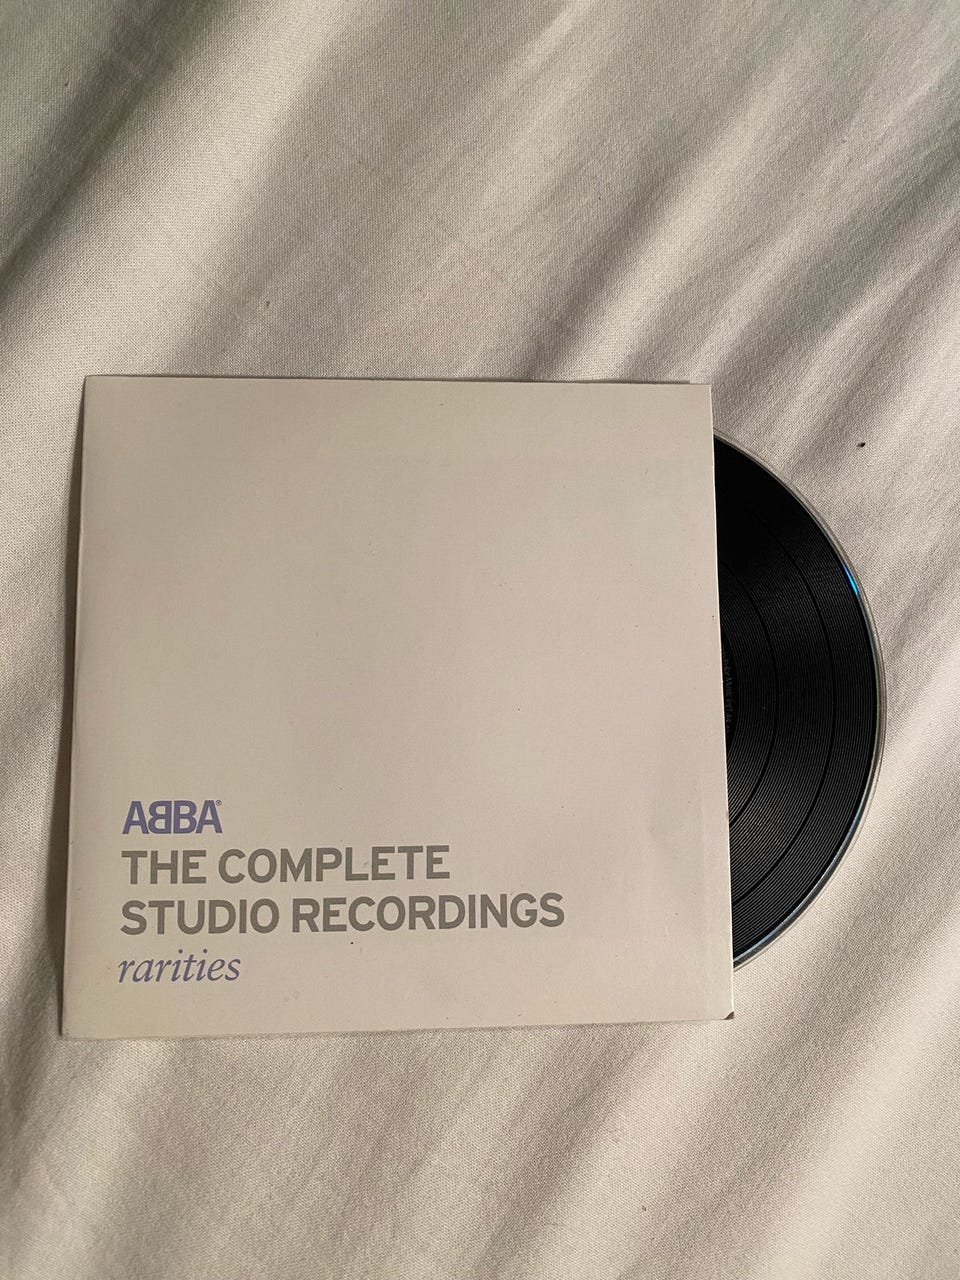 ABBA®
THE COMPLETE
STUDIO RECORDINGS
rarities